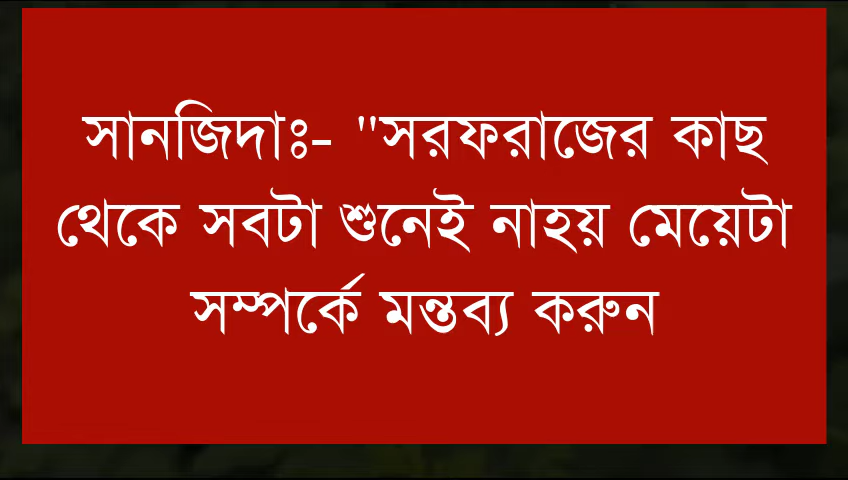 সানজিদাঃ- "সরফরাজের কাছ
থেকে সবটা শুনেই নাহয় মেয়েটা
সম্পর্কে মন্তব্য করুন